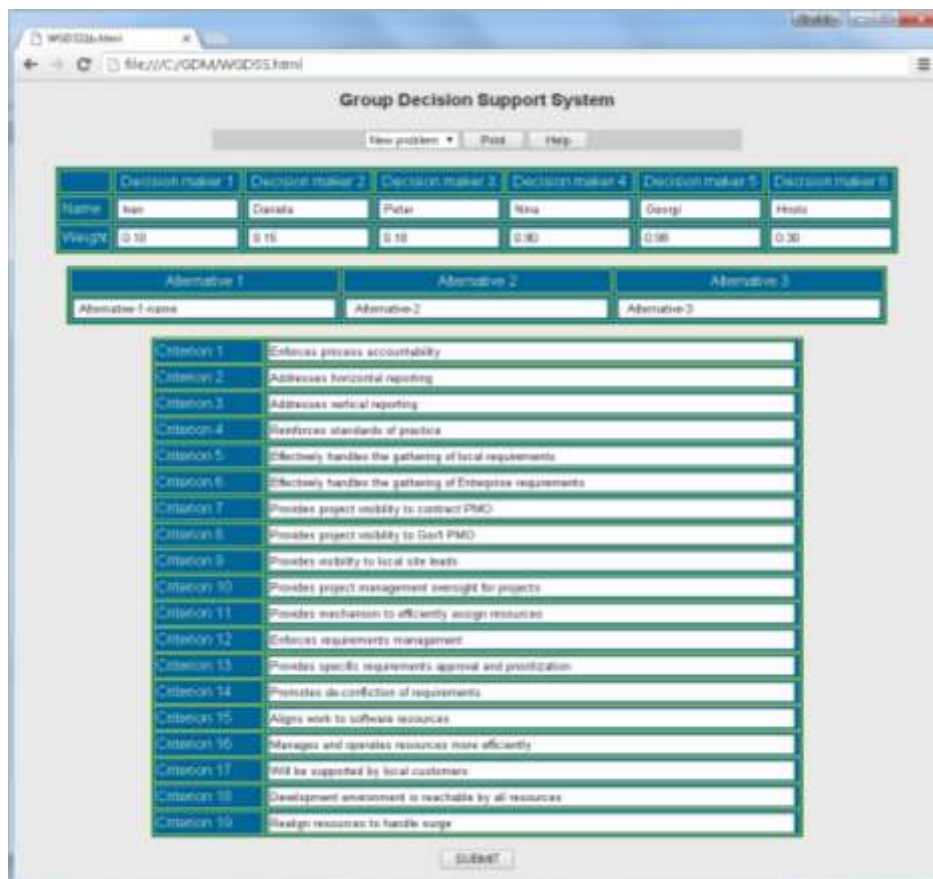 file:///C:/GDM/WGDSS.html
Group Decision Support System
New problem Print Help
Decision maker 1 Decision maker 2 Decision maker 3 Decision maker 4 Decision maker 5 Decision maker 6
Name Ivan Daniela Peter Nina Georgi Hristo
Weight 0.10 0.15 0.10
Alternative 1 Alternative 2 Alternative 3
Alternative-1-name Alternative-2 Alternative-3
Criterion 1 Enforces process accountability
Criterion 2 Addresses horizontal reporting
Criterion 3 Addresses vertical reporting
Criterion 4 Reinforces standards of practice
Criterion 5 Effectively handles the gathering of local requirements
Criterion 6 Effectively handles the gathering of Enterprise requirements
Criterion 7 Provides project visibility to contract PMO
Criterion 8 Provides project visibility to Gov't PMO
Criterion 9 Provides visibility to local site leads
Criterion 10 Provides project management oversight for projects
Criterion 11 Provides mechanism to efficiently assign resources
Criterion 12 Enforces requirements management
Criterion 13 Provides specific requirements approval and prioritization
Criterion 14 Promotes de-confliction of requirements
Criterion 15 Aligns work to software resources
Criterion 16 Manages and operates resources more efficiently
Criterion 17 Will be supported by local customers
Criterion 18 Development environment is reachable by all resources
Criterion 19 Realign resources to handle surge
SUBMIT